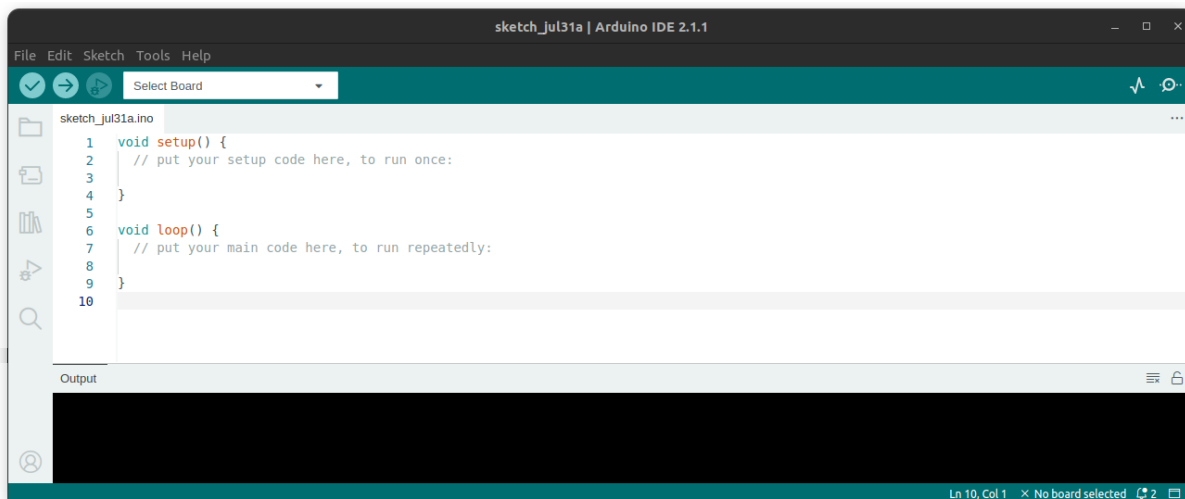 sketch_jul31a | Arduino IDE 2.1.1
File Edit Sketch Tools Help
Select Board
sketch_jul31a.ino
1 void setup() {
2 // put your setup code here, to run once:
3
4 }
5
6 void loop() {
7 // put your main code here, to run repeatedly:
8
9 }
10
Output
Ln 10, Col 1 × No board selected 2